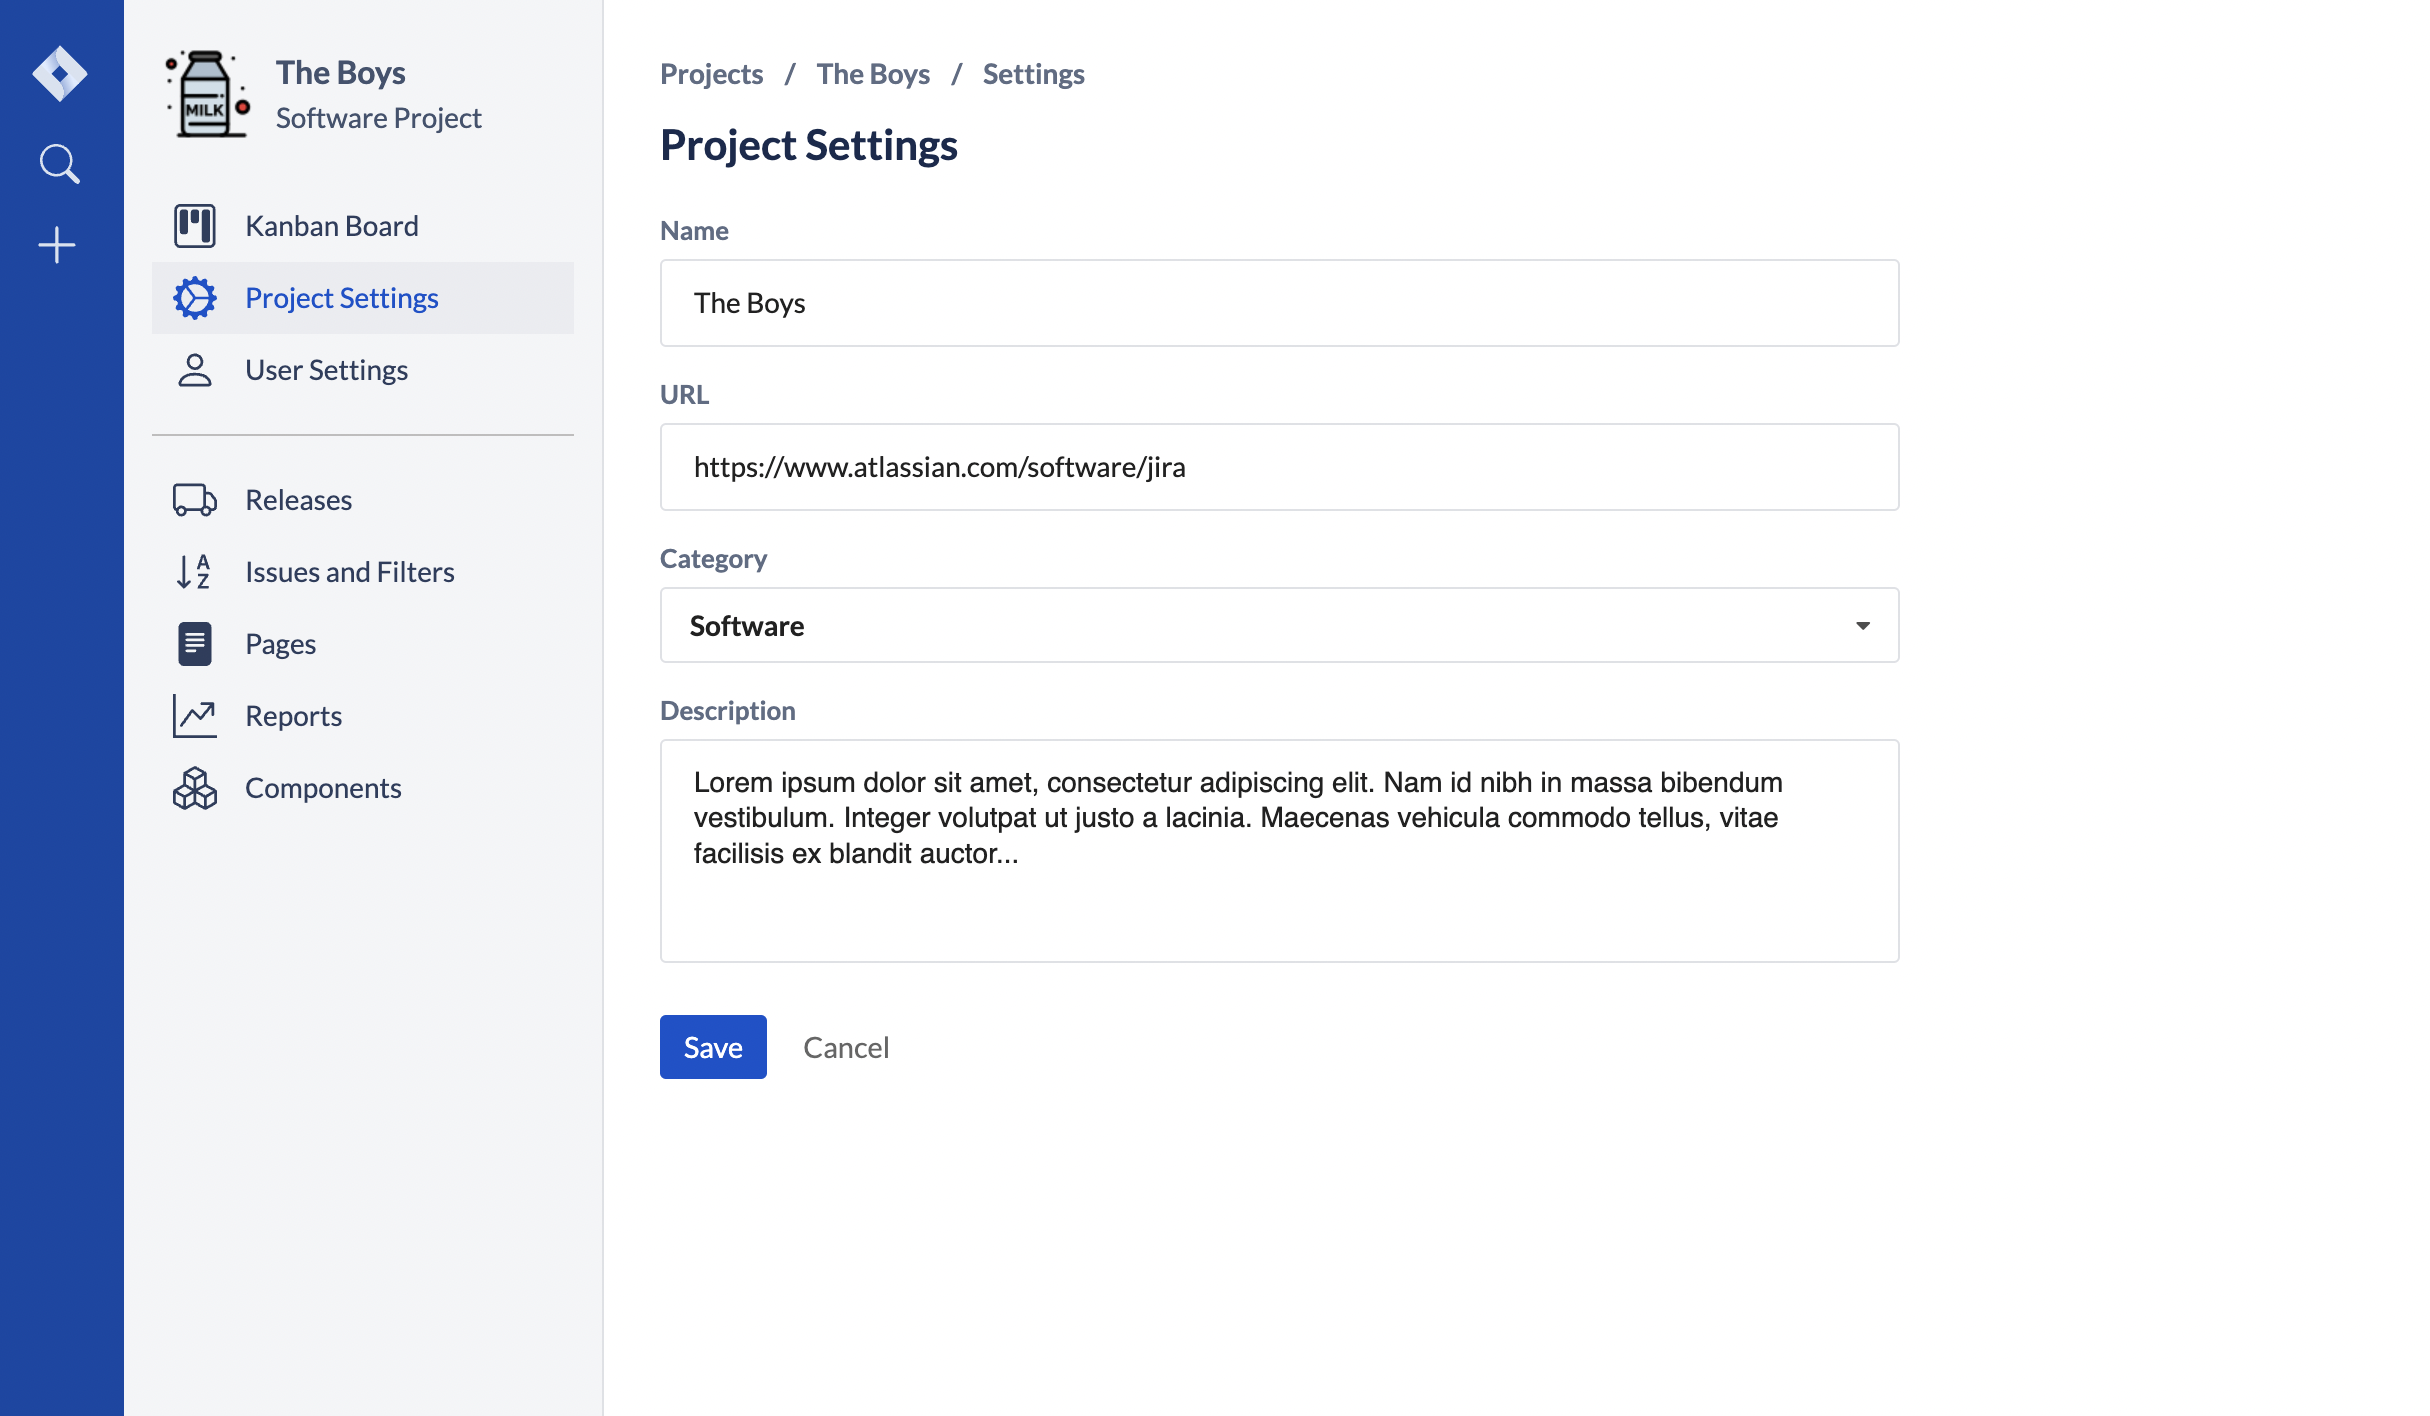 The Boys
Software Project
MILK
Kanban Board
Project Settings
User Settings
Releases
A
Z
Issues and Filters
Pages
Reports
Components
Projects / The Boys / Settings
Project Settings
Name
The Boys
URL
https://www.atlassian.com/software/jira
Category
Software
Description
Lorem ipsum dolor sit amet, consectetur adipiscing elit. Nam id nibh in massa bibendum
vestibulum. Integer volutpat ut justo a lacinia. Maecenas vehicula commodo tellus, vitae
facilisis ex blandit auctor...
Save Cancel